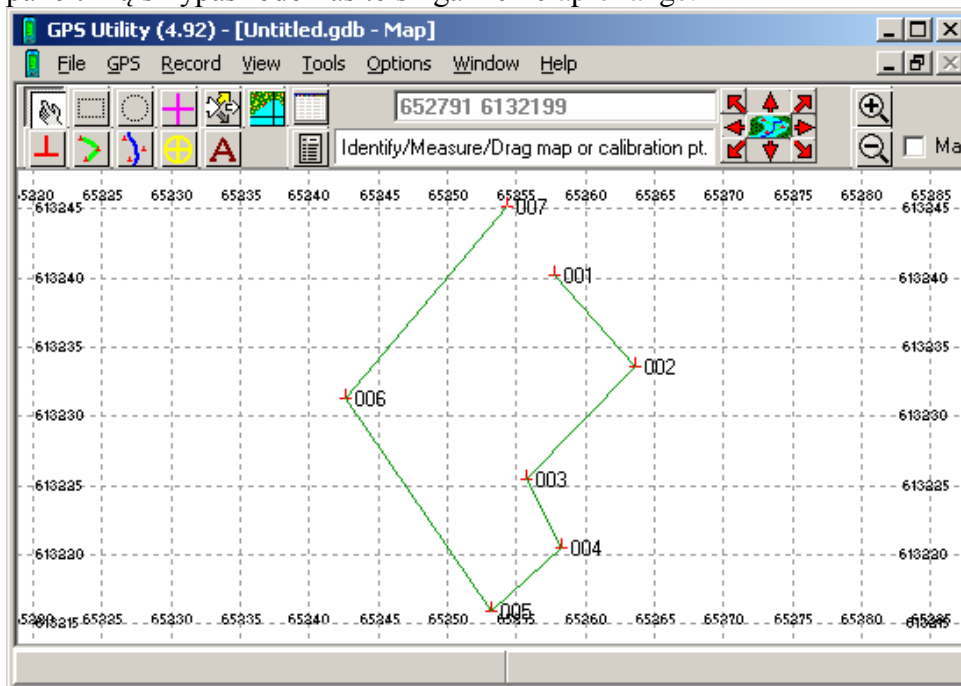 GPS Utility (4.92) - [Untitled.gdb - Map]
File GPS Record View Tools Options Window Help
652791 6132199
Identify/Measure/Drag map or calibration pt.
Ma
65225 65230 65235 65240 65245 65250 65255 65260 65265 65270 65275 65280 65285
613245 007 613245
613240 001 613240
613235 613235
002
006
613230 613230
003
613225 613225
004
613220 613220
005
613215 65225 65230 65235 65240 65245 65250 65255 65260 65265 65270 65275 65280